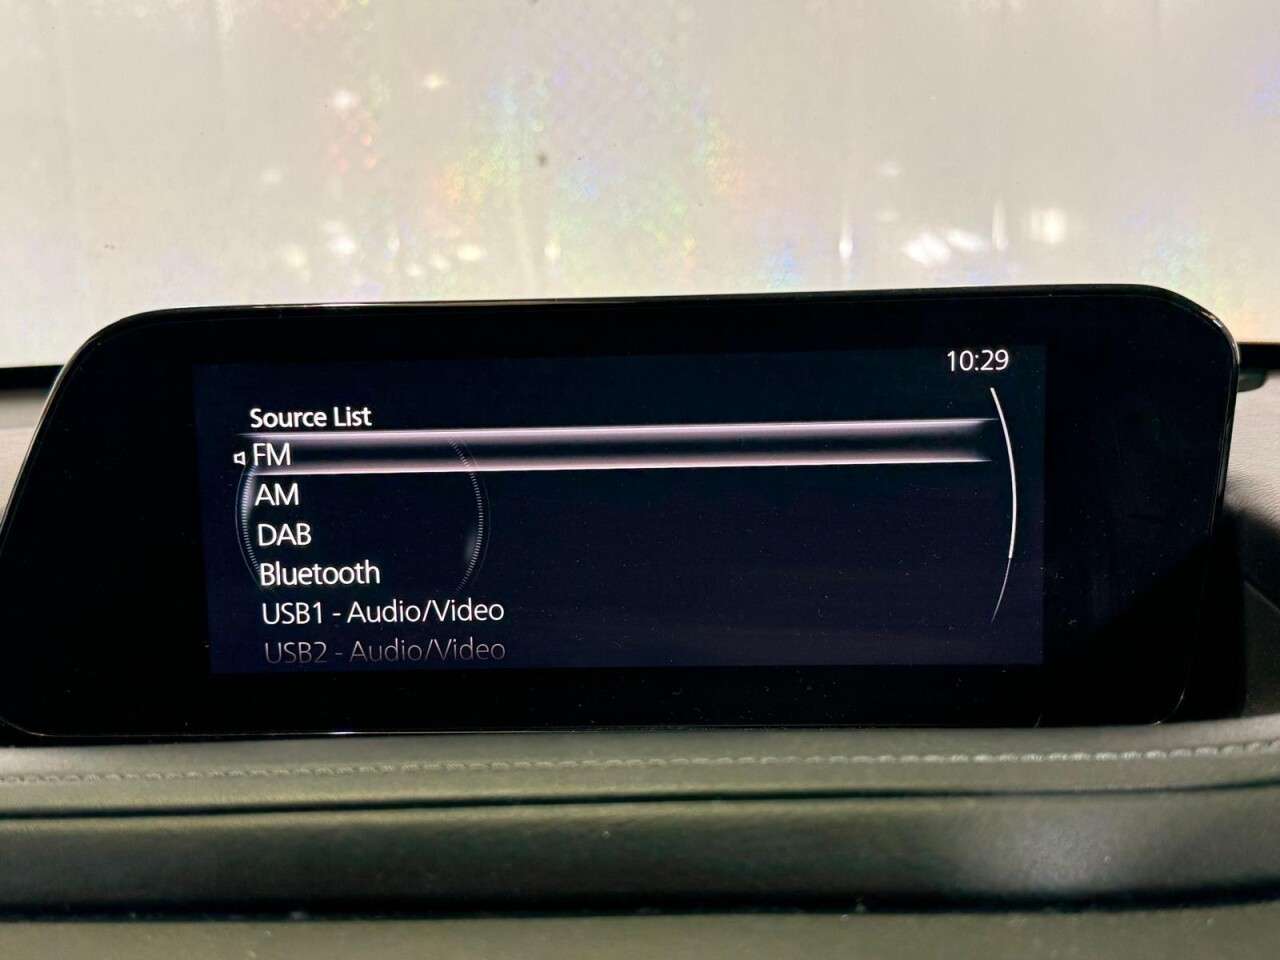 10:29
Source List
FM
AM
DAB
Bluetooth
USB1 - Audio/Video
USB2 - Audio/Video